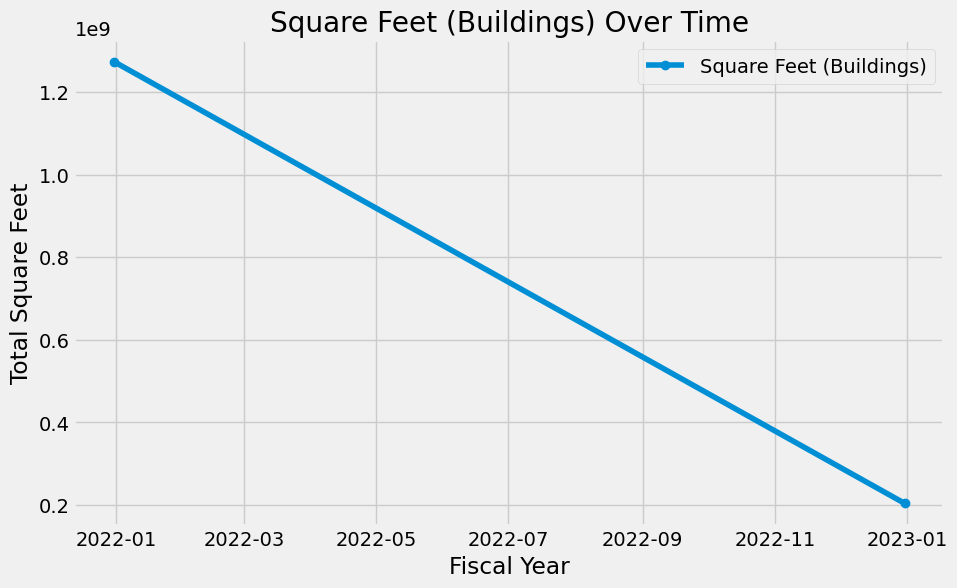 Square Feet (Buildings) Over Time
1e9
Square Feet (Buildings)
1.2
1.0
0.8
0.6
0.4
0.2
Total Square Feet
2022-01 2022-03 2022-05 2022-07 2022-09 2022-11 2023-01
Fiscal Year